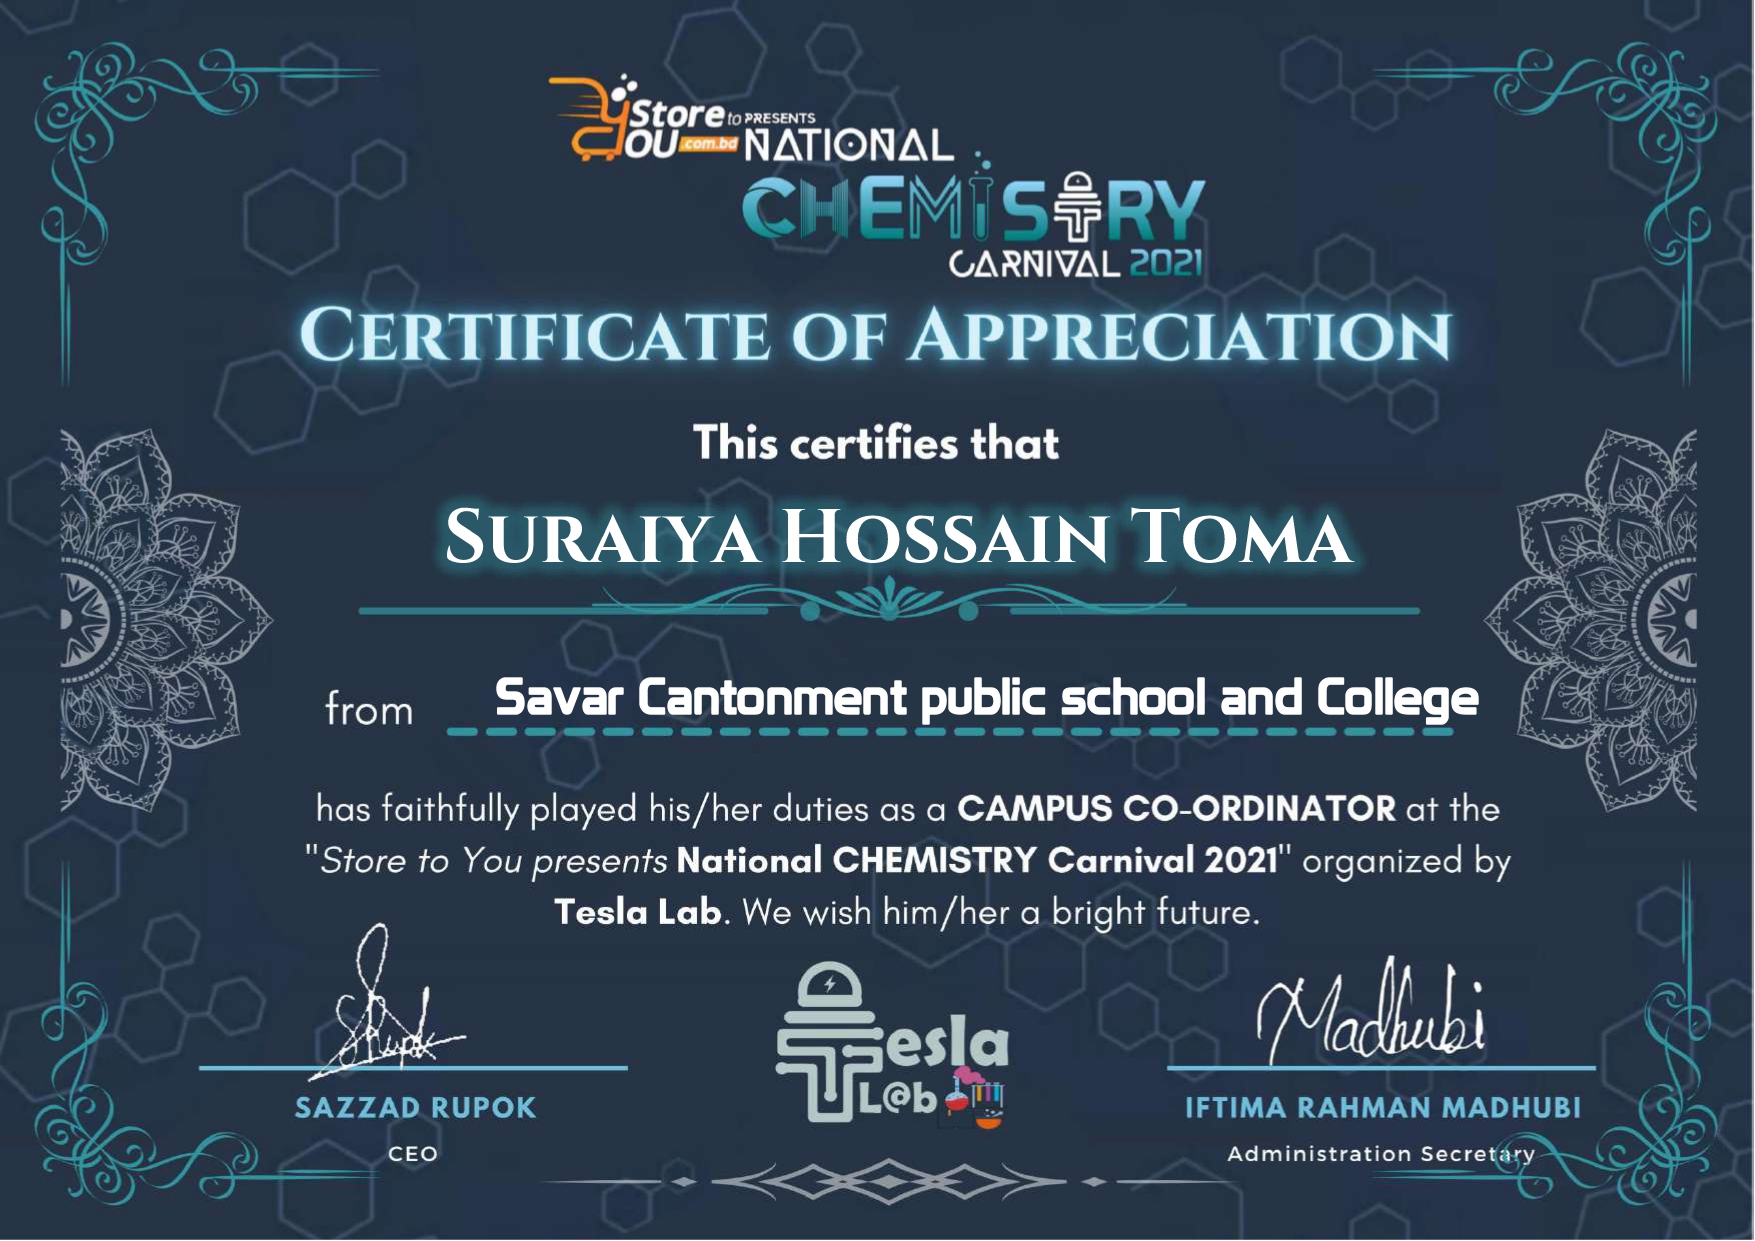 Store to PRESENTS
YOU .com.bd NATIONAL
CHEMISTRY
CARNIVAL 2021
CERTIFICATE OF APPRECIATION
This certifies that
SURAIYA HOSSAIN TOMA
from Savar Cantonment public school and College
has faithfully played his/her duties as a CAMPUS CO-ORDINATOR at the
"Store to You presents National CHEMISTRY Carnival 2021" organized by
Tesla Lab. We wish him/her a bright future.
Rupok
Madhubi
Tesla
L@b
SAZZAD RUPOK
IFTIMA RAHMAN MADHUBI
CEO
Administration Secretary